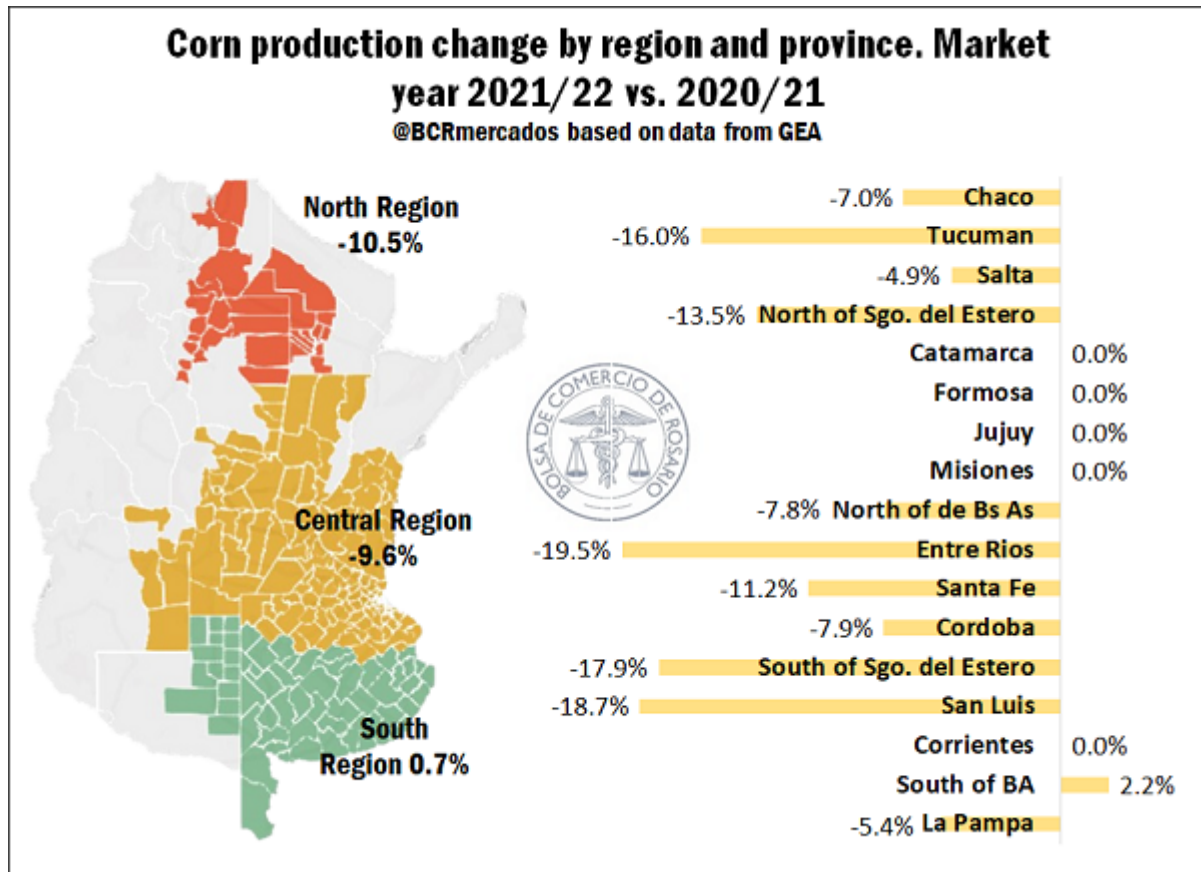 Corn production change by region and province. Market
year 2021/22 vs. 2020/21
@BCRmercados based on data from GEA
North Region
-10.5%
Central Region
-9.6%
South
Region 0.7%
BOLSA DE COMERCIO DE ROSARIO
-7.0% Chaco
-16.0% Tucuman
-4.9% Salta
-13.5% North of Sgo. del Estero
Catamarca 0.0%
Formosa 0.0%
Jujuy 0.0%
Misiones 0.0%
-7.8% North of de Bs As
-19.5% Entre Rios
-11.2% Santa Fe
-7.9% Cordoba
-17.9% South of Sgo. del Estero
-18.7% San Luis
Corrientes 0.0%
South of BA 2.2%
-5.4% La Pampa